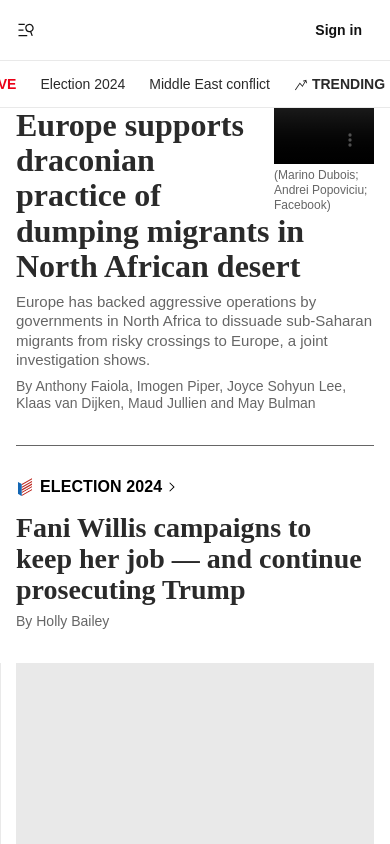 Sign in
VE
Election 2024
Middle East conflict
TRENDING
Europe supports
draconian
practice of
dumping migrants in
North African desert
(Marino Dubois;
Andrei Popoviciu;
Facebook)
Europe has backed aggressive operations by
governments in North Africa to dissuade sub-Saharan
migrants from risky crossings to Europe, a joint
investigation shows.
By Anthony Faiola, Imogen Piper, Joyce Sohyun Lee,
Klaas van Dijken, Maud Jullien and May Bulman
ELECTION 2024
Fani Willis campaigns to
keep her job — and continue
prosecuting Trump
By Holly Bailey